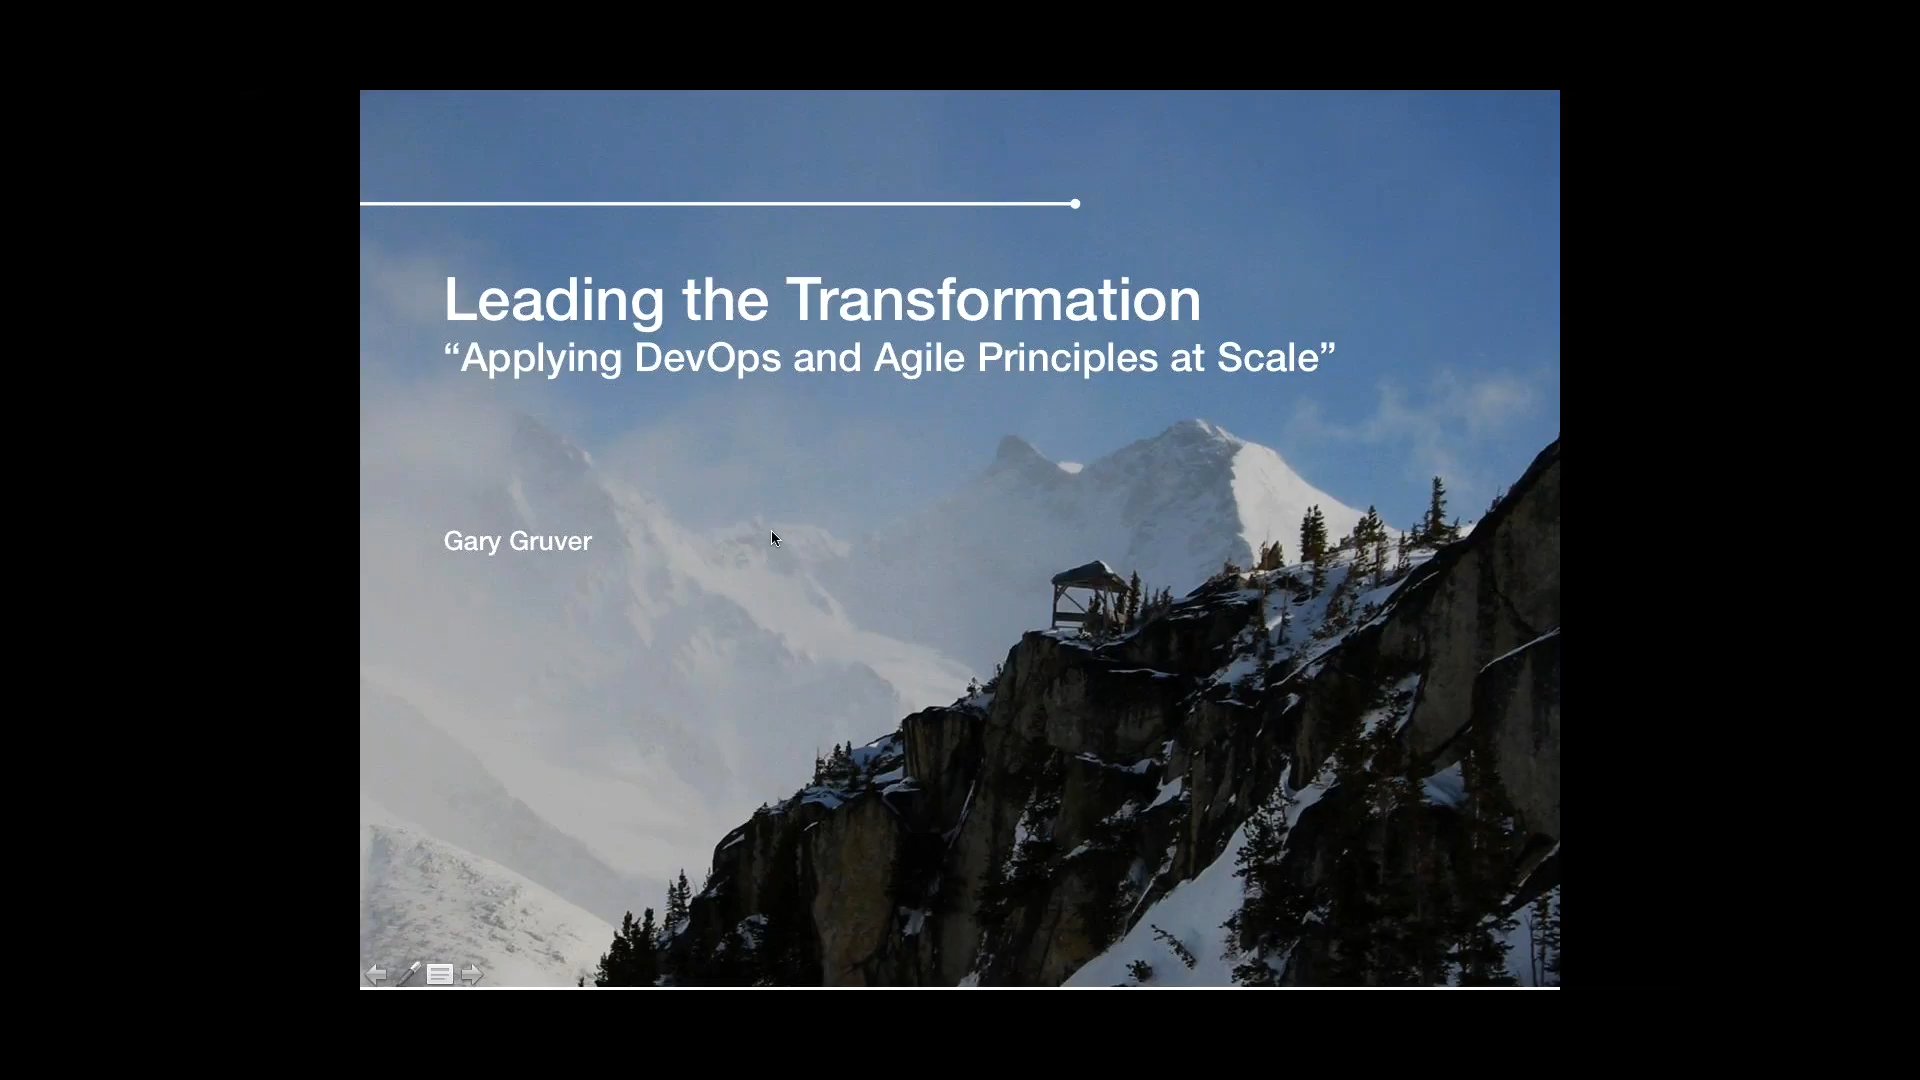 Leading the Transformation
“Applying DevOps and Agile Principles at Scale”
Gary Gruver